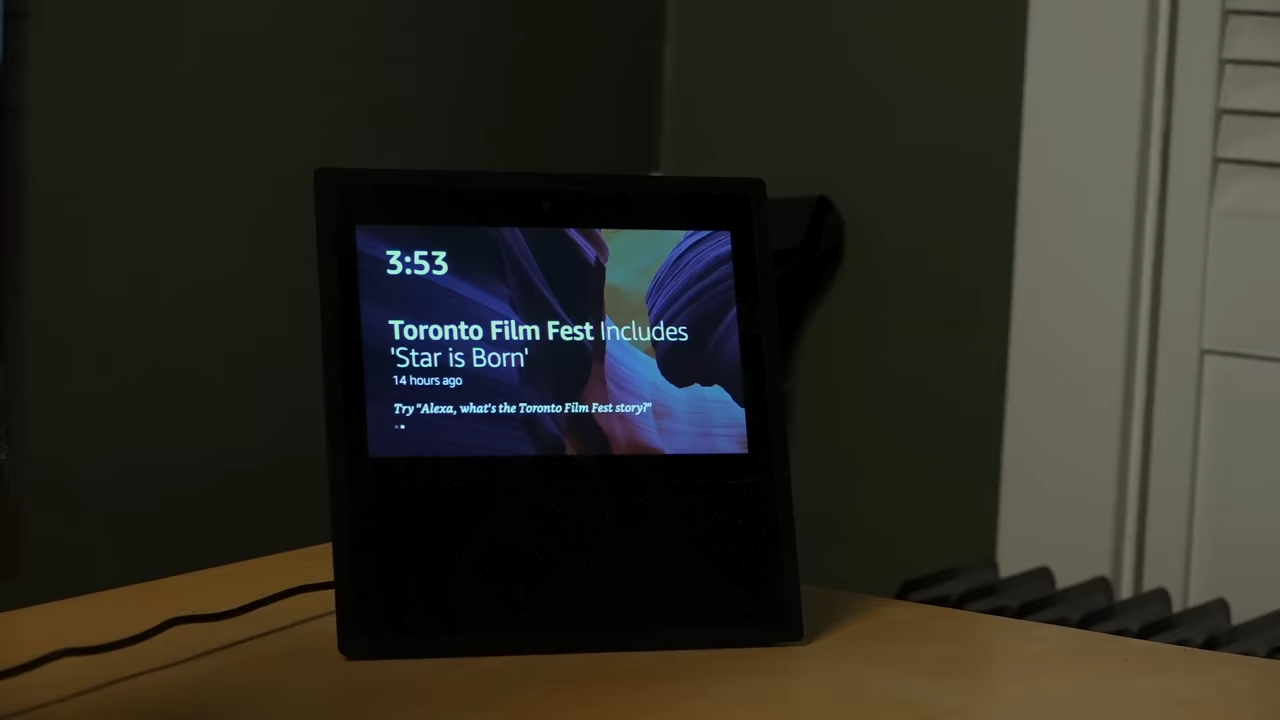 3:53
Toronto Film Fest Includes
'Star is Born'
14 hours ago
Try "Alexa, what's the Toronto Film Fest story?"